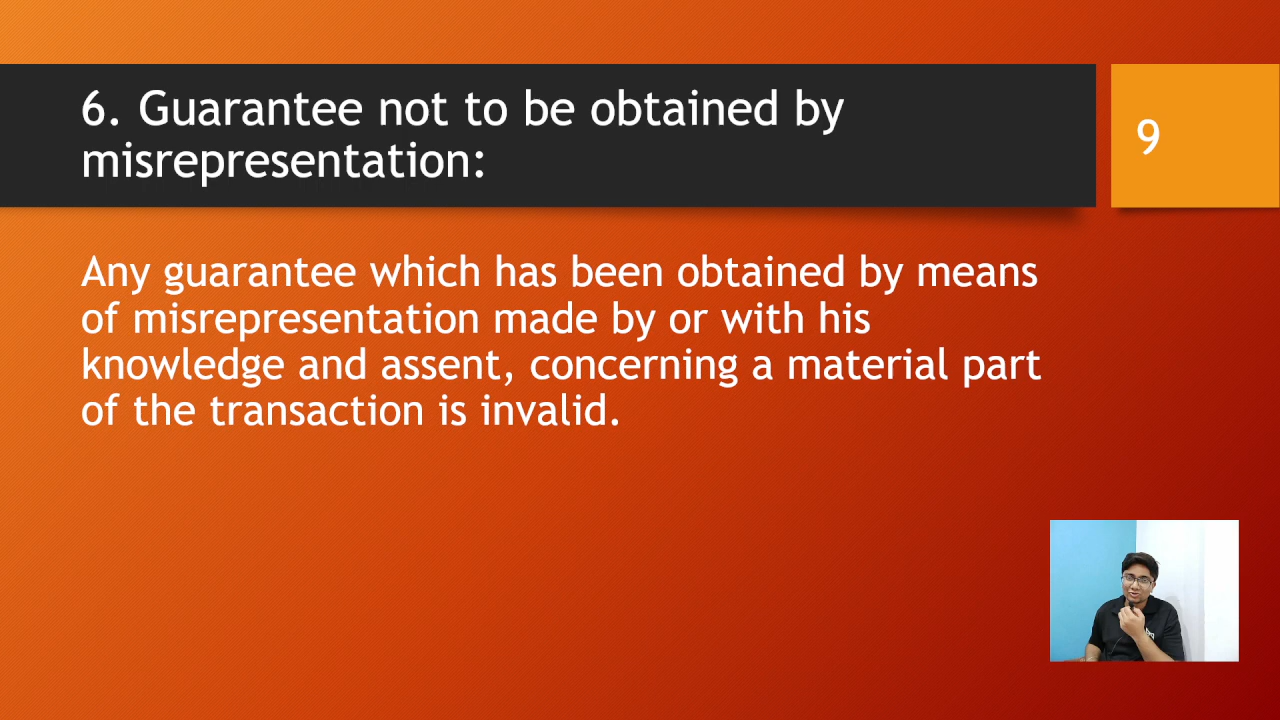 6. Guarantee not to be obtained by
misrepresentation:
9
Any guarantee which has been obtained by means
of misrepresentation made by or with his
knowledge and assent, concerning a material part
of the transaction is invalid.